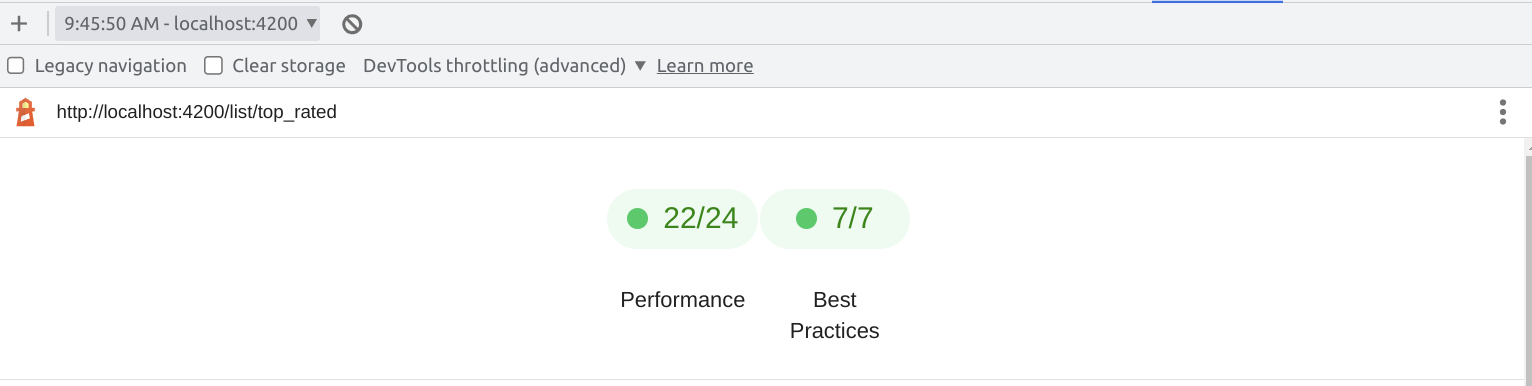 9:45:50 AM - localhost:4200
Legacy navigation Clear storage DevTools throttling (advanced) Learn more
http://localhost:4200/list/top_rated
22/24 7/7
Performance Best
Practices